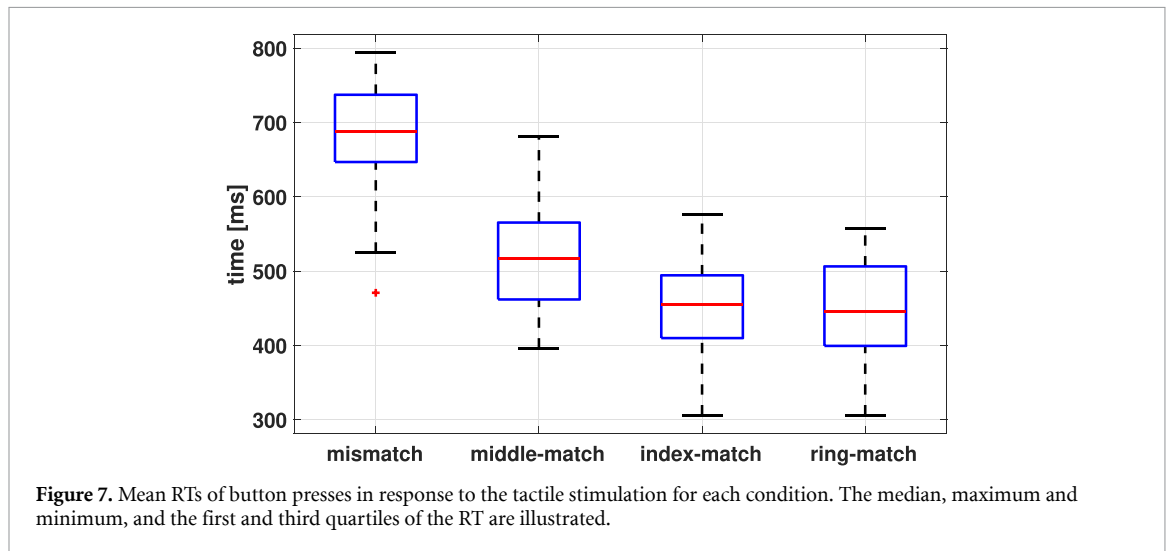 800
700
600
500
400
300
time [ms]
mismatch middle-match index-match ring-match
Figure 7. Mean RTs of button presses in response to the tactile stimulation for each condition. The median, maximum and
minimum, and the first and third quartiles of the RT are illustrated.